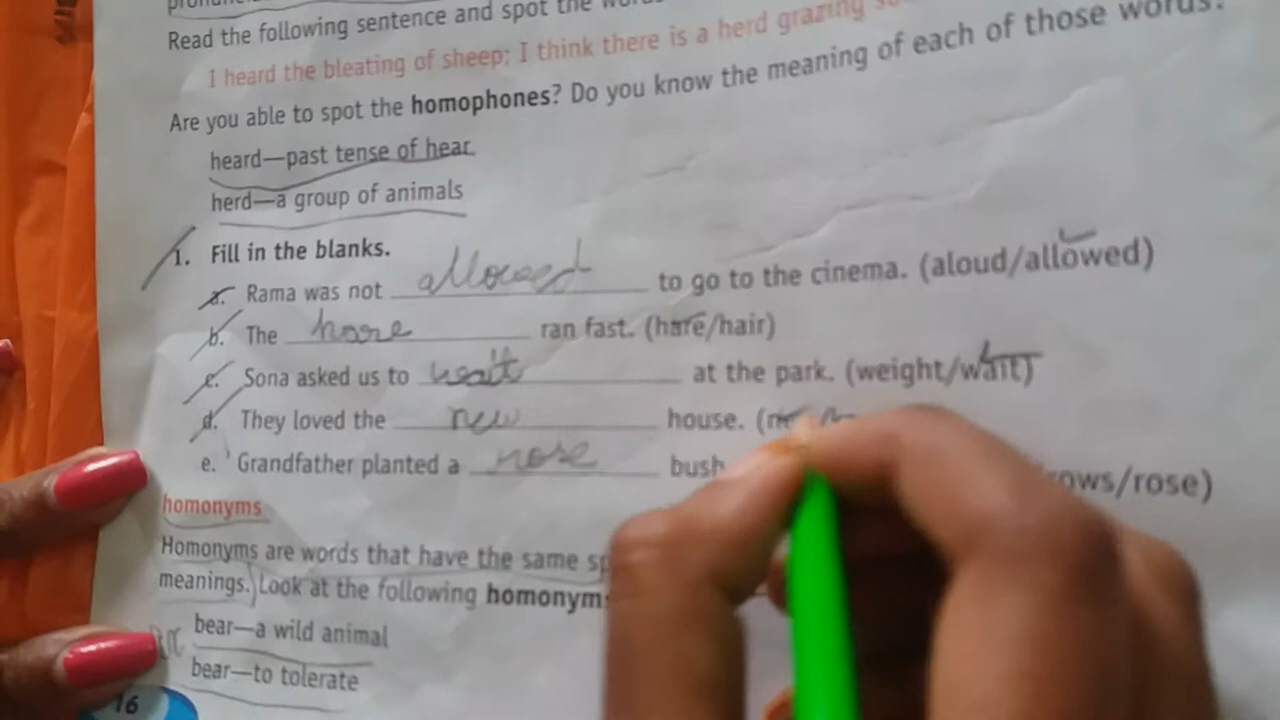 Read the following sentence and spot the
I heard the bleating of sheep; I think there is a herd grazing
Are you able to spot the homophones? Do you know the meaning of each of those words?
heard—past tense of hear
herd—a group of animals
1. Fill in the blanks.
a. Rama was not allowed to go to the cinema. (aloud/allowed)
b. The hare ran fast. (hare/hair)
c. Sona asked us to wait at the park. (weight/wait)
d. They loved the new house.
e. Grandfather planted a rose bush rows/rose)
homonyms
Homonyms are words that have the same
meanings. Look at the following
bear—a wild animal
bear—to tolerate
16